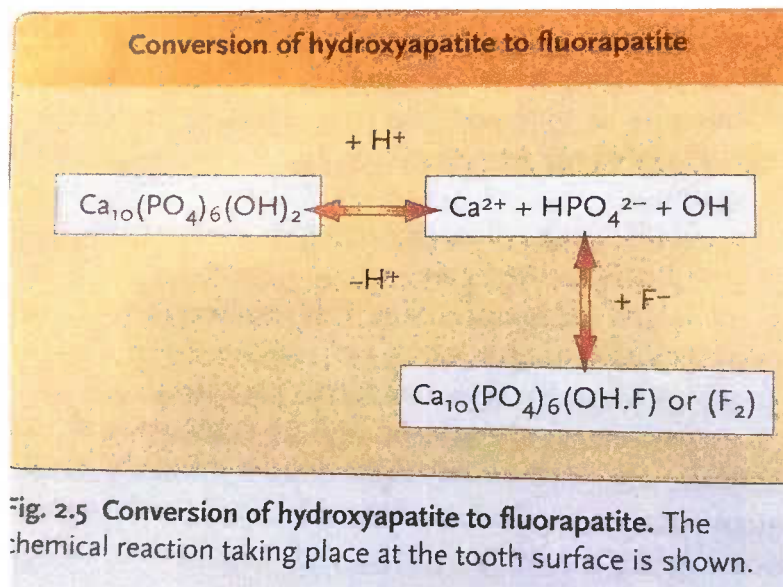 Conversion of hydroxyapatite to fluorapatite
+ H⁺
Ca₁₀(PO₄)₆(OH)₂
Ca²⁺ + HPO₄²⁻ + OH
–H⁺
+ F⁻
Ca₁₀(PO₄)₆(OH.F) or (F₂)
Fig. 2.5 Conversion of hydroxyapatite to fluorapatite. The
chemical reaction taking place at the tooth surface is shown.